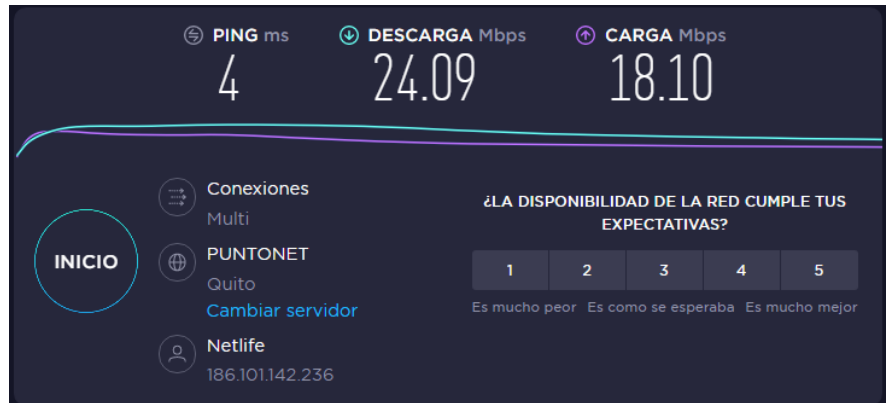 PING ms
DESCARGA Mbps
CARGA Mbps
4
24.09
18.10
INICIO
Conexiones
Multi
PUNTONET
Quito
Cambiar servidor
Netlife
186.101.142.236
¿LA DISPONIBILIDAD DE LA RED CUMPLE TUS
EXPECTATIVAS?
1 2 3 4 5
Es mucho peor Es como se esperaba Es mucho mejor